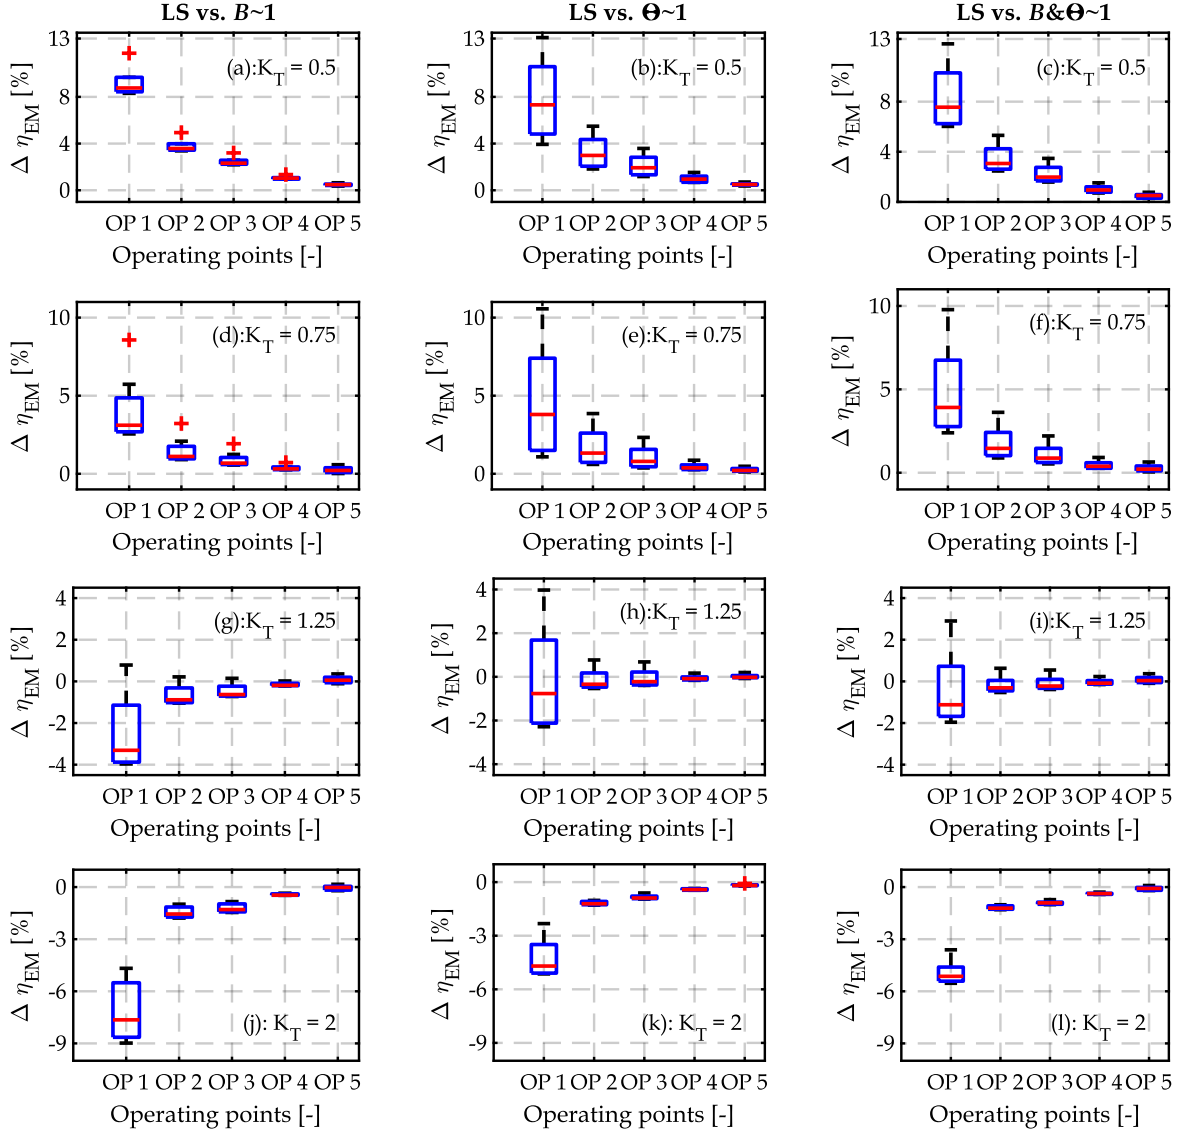 LS vs. B~1
LS vs. Θ~1
LS vs. B&Θ~1
Δ η_EM [%]
13
8
4
0
(a):K_T = 0.5
OP 1 OP 2 OP 3 OP 4 OP 5
Operating points [-]
Δ η_EM [%]
13
8
4
0
(b):K_T = 0.5
OP 1 OP 2 OP 3 OP 4 OP 5
Operating points [-]
Δ η_EM [%]
13
8
4
0
(c):K_T = 0.5
OP 1 OP 2 OP 3 OP 4 OP 5
Operating points [-]
Δ η_EM [%]
10
5
0
(d):K_T = 0.75
OP 1 OP 2 OP 3 OP 4 OP 5
Operating points [-]
Δ η_EM [%]
10
5
0
(e):K_T = 0.75
OP 1 OP 2 OP 3 OP 4 OP 5
Operating points [-]
Δ η_EM [%]
10
5
0
(f):K_T = 0.75
OP 1 OP 2 OP 3 OP 4 OP 5
Operating points [-]
Δ η_EM [%]
4
2
0
-2
-4
(g):K_T = 1.25
OP 1 OP 2 OP 3 OP 4 OP 5
Operating points [-]
Δ η_EM [%]
4
2
0
-2
-4
(h):K_T = 1.25
OP 1 OP 2 OP 3 OP 4 OP 5
Operating points [-]
Δ η_EM [%]
4
2
0
-2
-4
(i):K_T = 1.25
OP 1 OP 2 OP 3 OP 4 OP 5
Operating points [-]
Δ η_EM [%]
0
-3
-6
-9
(j): K_T = 2
OP 1 OP 2 OP 3 OP 4 OP 5
Operating points [-]
Δ η_EM [%]
0
-3
-6
-9
(k): K_T = 2
OP 1 OP 2 OP 3 OP 4 OP 5
Operating points [-]
Δ η_EM [%]
0
-3
-6
-9
(l): K_T = 2
OP 1 OP 2 OP 3 OP 4 OP 5
Operating points [-]